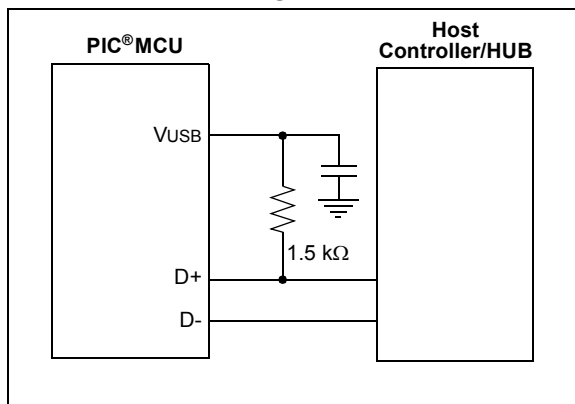 PIC®MCU
Host
Controller/HUB
VUSB
1.5 kΩ
D+
D-